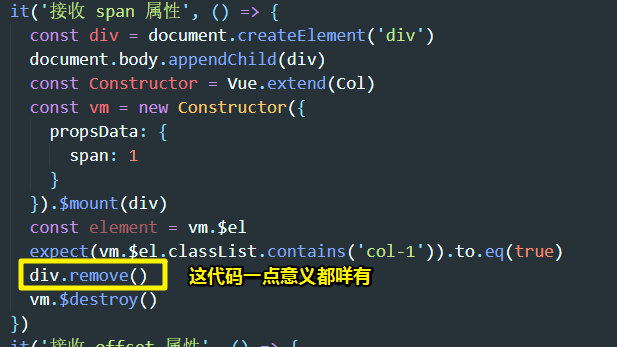 it('接收 span 属性', () => {
const div = document.createElement('div')
document.body.appendChild(div)
const Constructor = Vue.extend(Col)
const vm = new Constructor({
propsData: {
span: 1
}
}).$mount(div)
const element = vm.$el
expect(vm.$el.classList.contains('col-1')).to.eq(true)
div.remove() 这代码一点意义都咩有
vm.$destroy()
})
it('接收 offset 属性', () => {